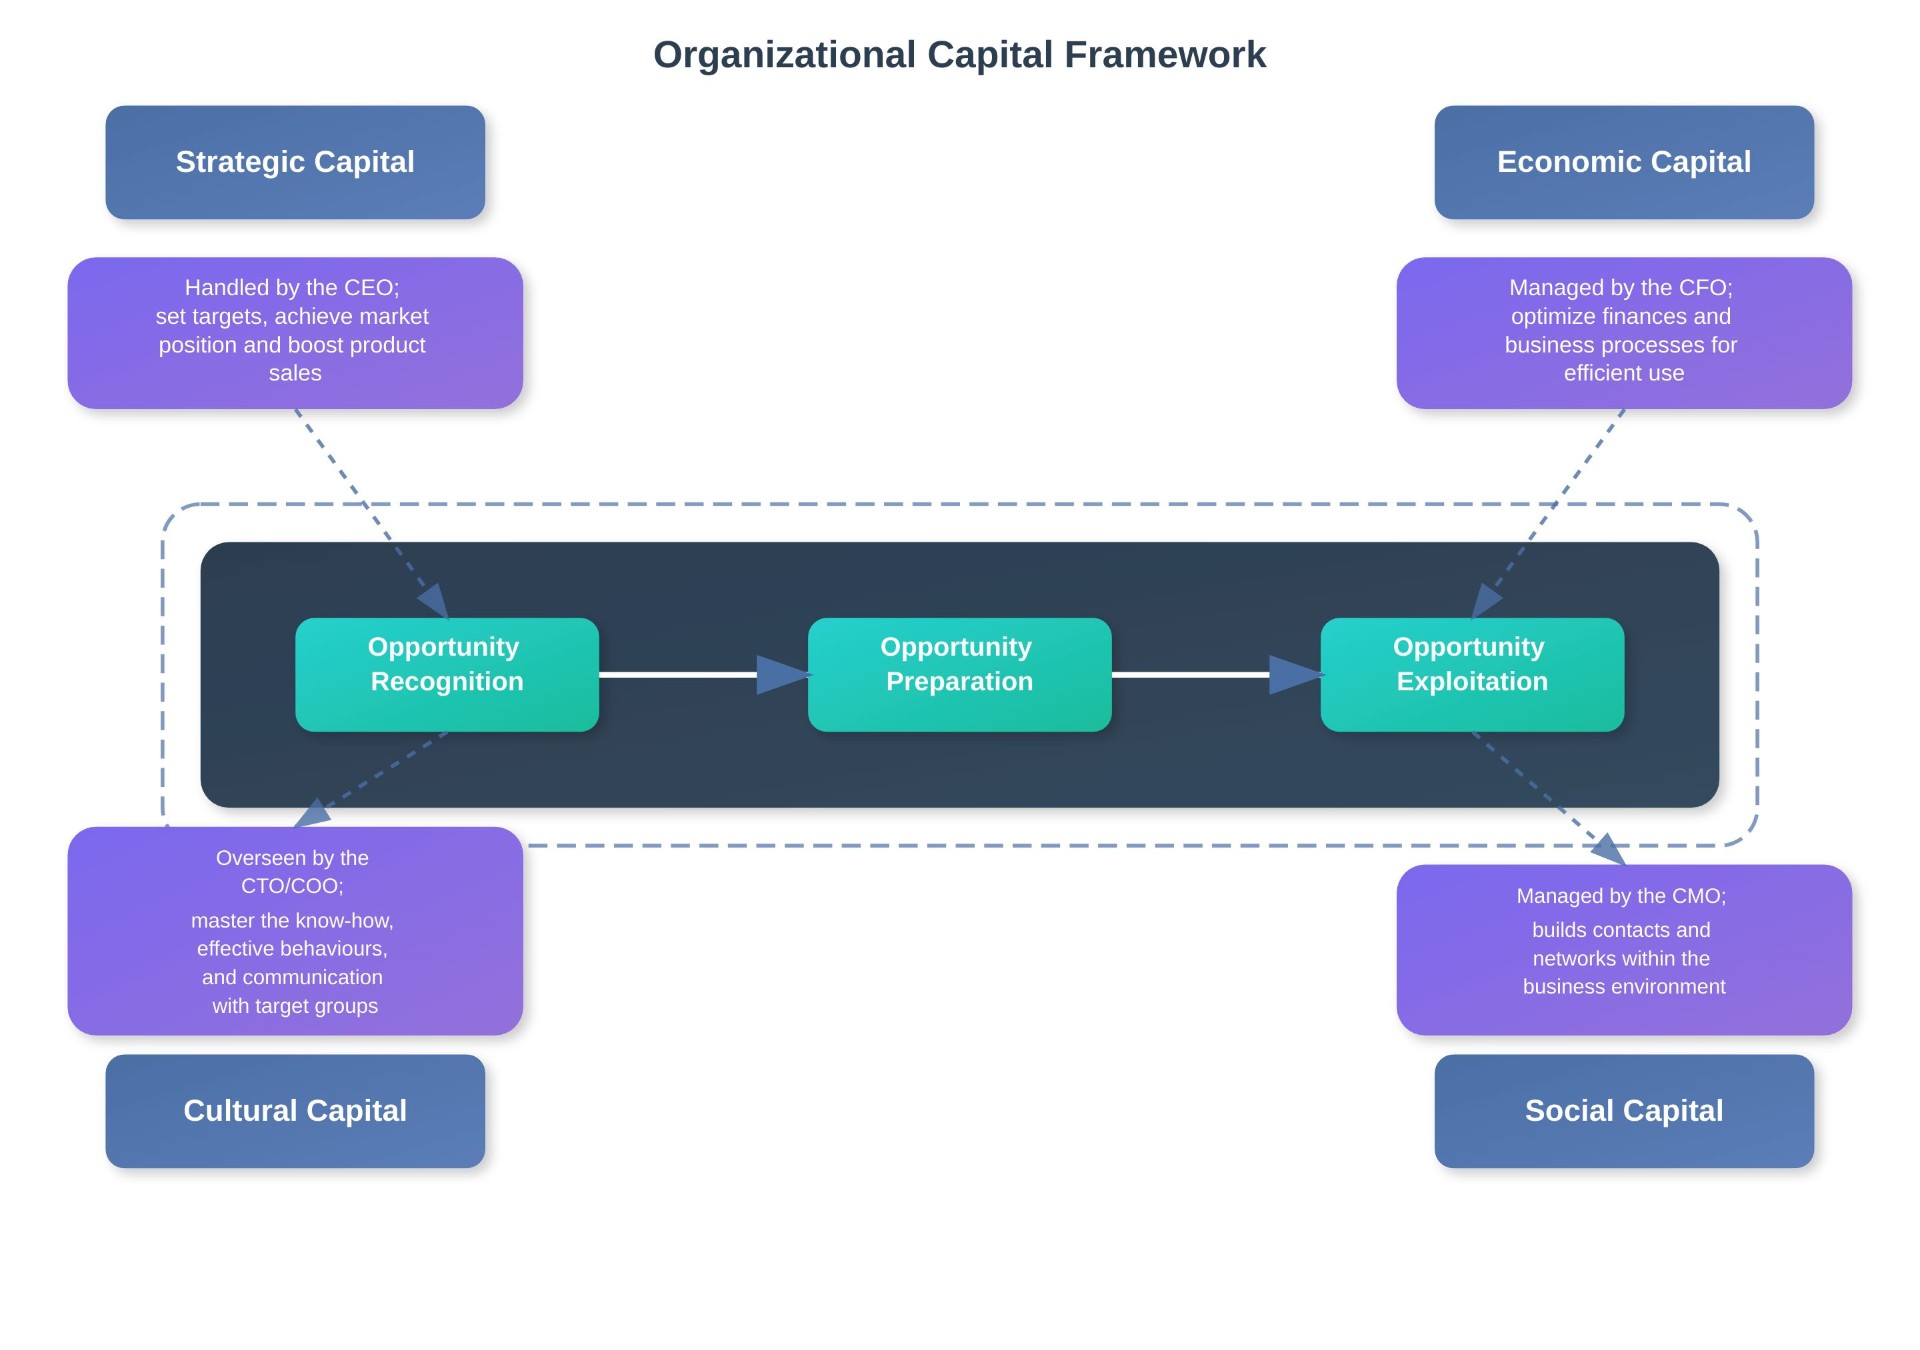 Organizational Capital Framework
Strategic Capital
Economic Capital
Handled by the CEO;
set targets, achieve market
position and boost product
sales
Managed by the CFO;
optimize finances and
business processes for
efficient use
Opportunity
Recognition
Opportunity
Preparation
Opportunity
Exploitation
Overseen by the
CTO/COO;
master the know-how,
effective behaviours,
and communication
with target groups
Managed by the CMO;
builds contacts and
networks within the
business environment
Cultural Capital
Social Capital